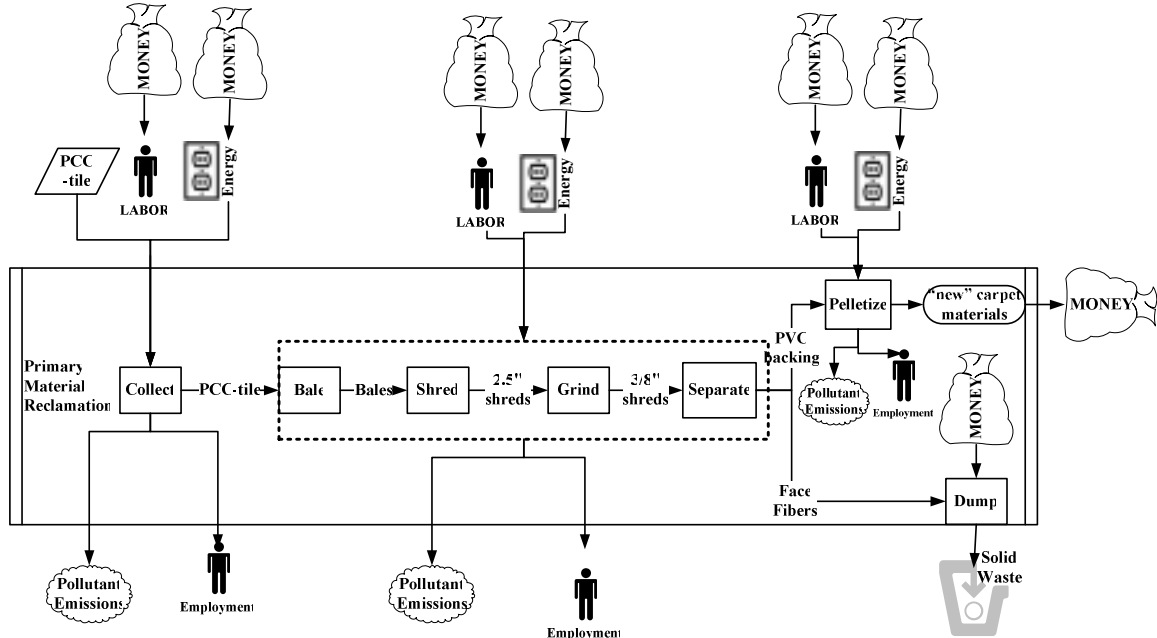 MONEY
MONEY
MONEY
MONEY
MONEY
MONEY
PCC
-tile
LABOR
Energy
LABOR
Energy
LABOR
Energy
Primary
Material
Reclamation
Collect
PCC-tile
Bale
Bales
Shred
2.5"
shreds
Grind
3/8"
shreds
Separate
PVC
backing
Pelletize
“new” carpet
materials
MONEY
Pollutant
Emissions
Employment
MONEY
Face
Fibers
Dump
Solid
Waste
Pollutant
Emissions
Employment
Pollutant
Emissions
Employment